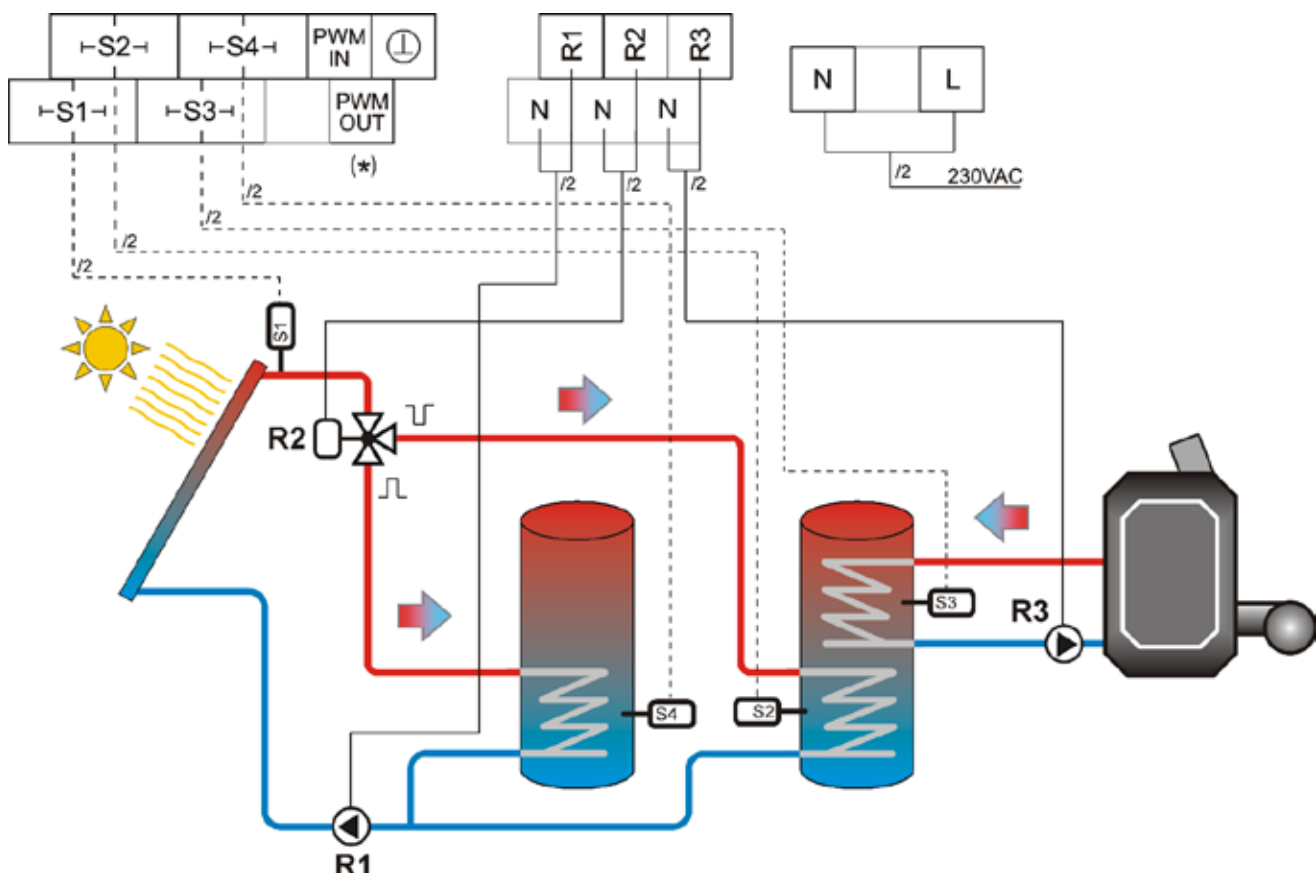 S2 S4 PWM IN
S1 S3 PWM OUT
(*)
R1 R2 R3
N N N
N L
/2 230VAC
/2 /2 /2 /2
/2
/2
/2
S1
R2
S3
R3
S4 S2
R1